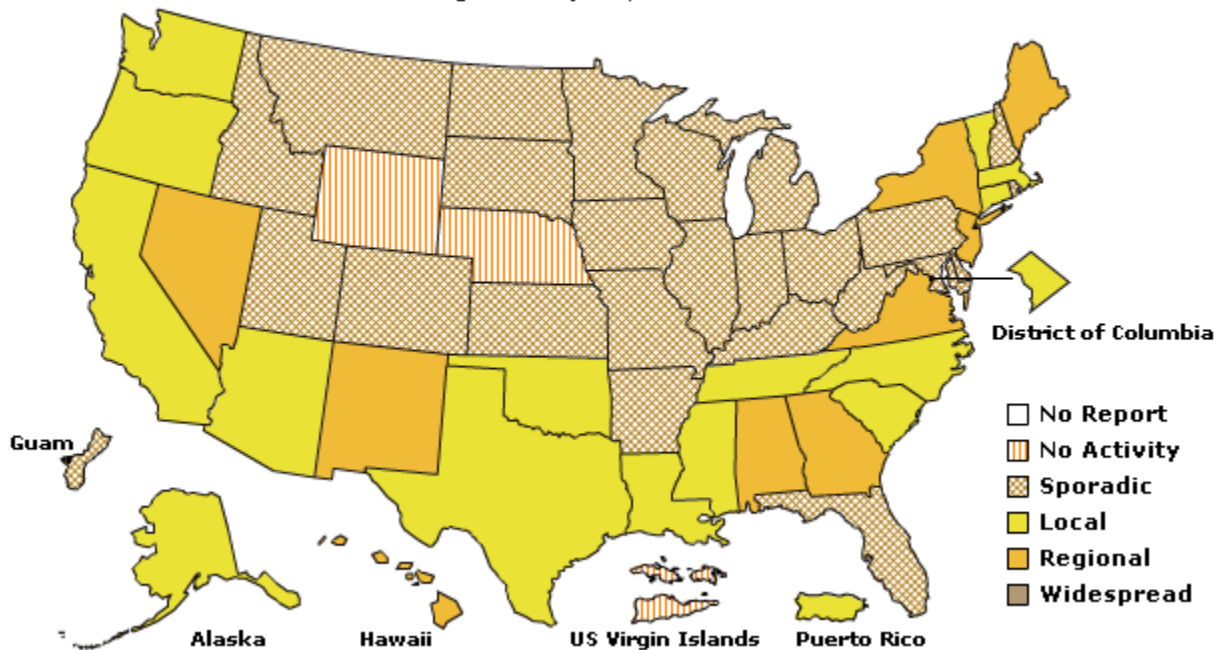 District of Columbia
Guam
No Report
No Activity
Sporadic
Local
Regional
Widespread
Alaska
Hawaii
US Virgin Islands
Puerto Rico